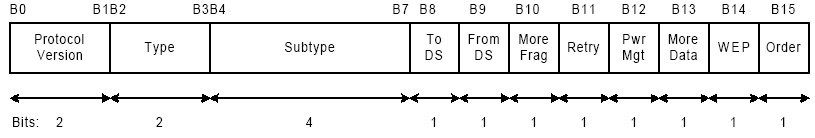 B0 B1B2 B3B4 B7 B8 B9 B10 B11 B12 B13 B14 B15
Protocol Version Type Subtype To DS From DS More Frag Retry Pwr Mgt More Data WEP Order
Bits: 2 2 4 1 1 1 1 1 1 1 1